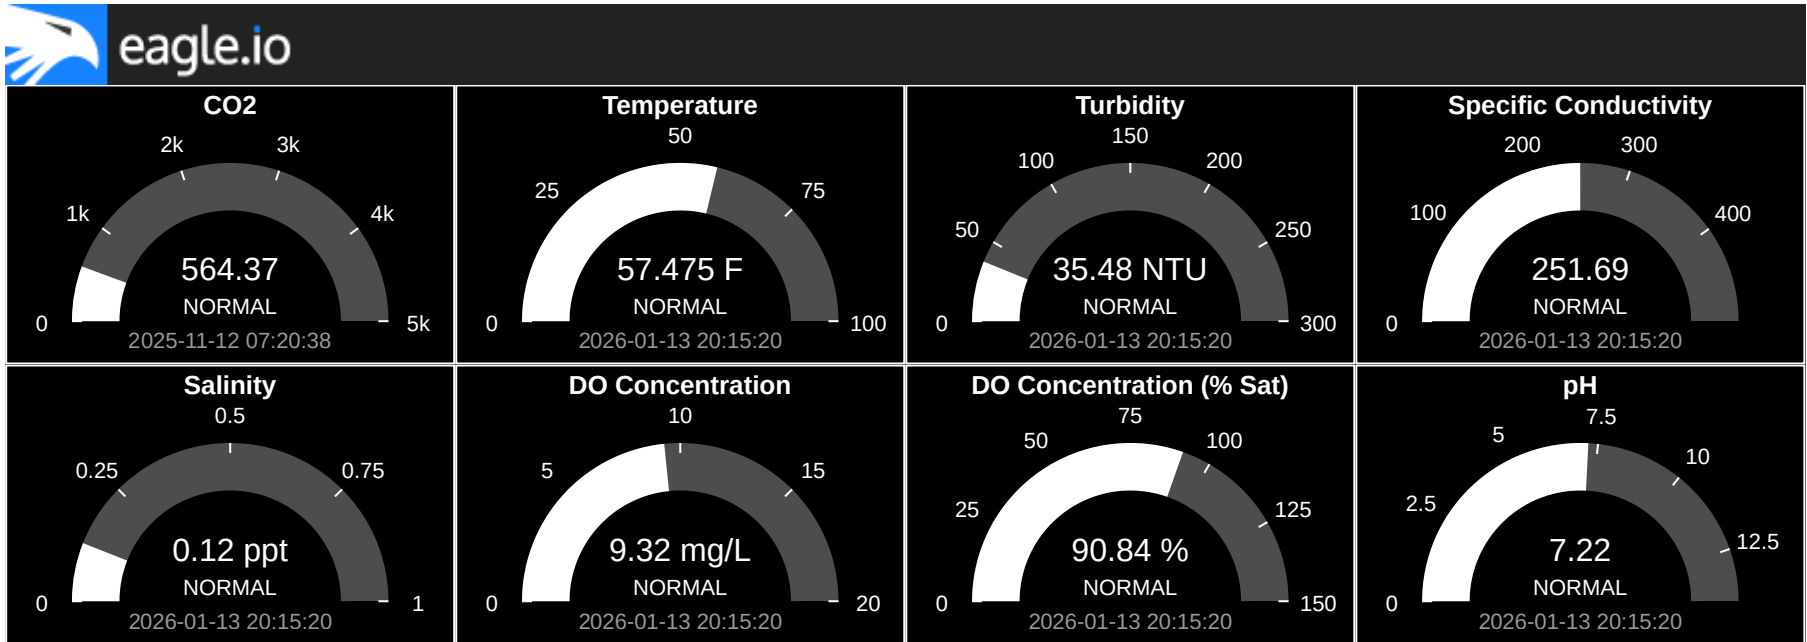 eagle.io
CO2
2k
3k
1k
4k
564.37
NORMAL
0
5k
2025-11-12 07:20:38
Temperature
50
25
75
57.475 F
NORMAL
0
100
2026-01-13 20:15:20
Turbidity
150
100
200
50
250
35.48 NTU
NORMAL
0
300
2026-01-13 20:15:20
Specific Conductivity
200
300
100
400
251.69
NORMAL
0
2026-01-13 20:15:20
Salinity
0.5
0.25
0.75
0.12 ppt
NORMAL
0
1
2026-01-13 20:15:20
DO Concentration
10
5
15
9.32 mg/L
NORMAL
0
20
2026-01-13 20:15:20
DO Concentration (% Sat)
75
50
100
25
125
90.84 %
NORMAL
0
150
2026-01-13 20:15:20
pH
7.5
5
10
2.5
12.5
7.22
NORMAL
0
2026-01-13 20:15:20